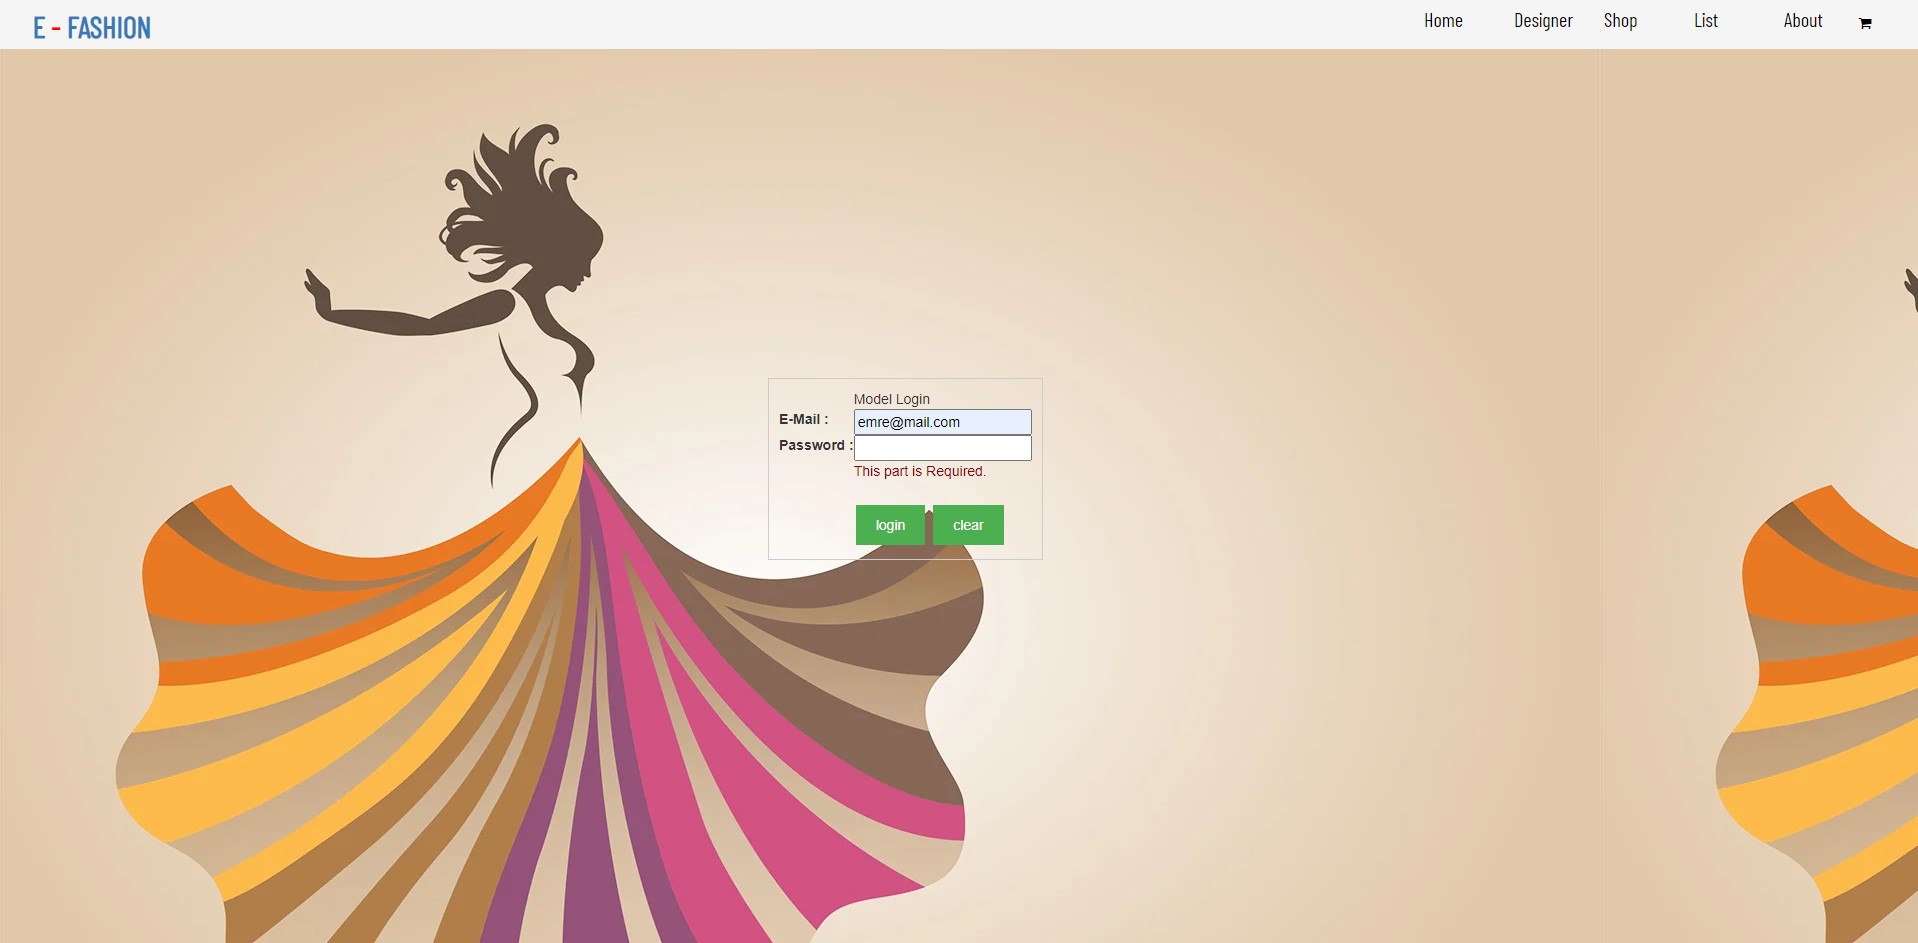 E - FASHION
Home Designer Shop List About
Model Login
E-Mail : emre@mail.com
Password :
This part is Required.
login clear